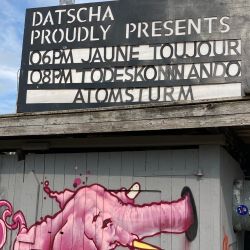 DATSCHA
PROUDLY PRESENTS
06PM JAUNE TOUJOUR
08PM TODESKOMMANDO
ATOMSTURM